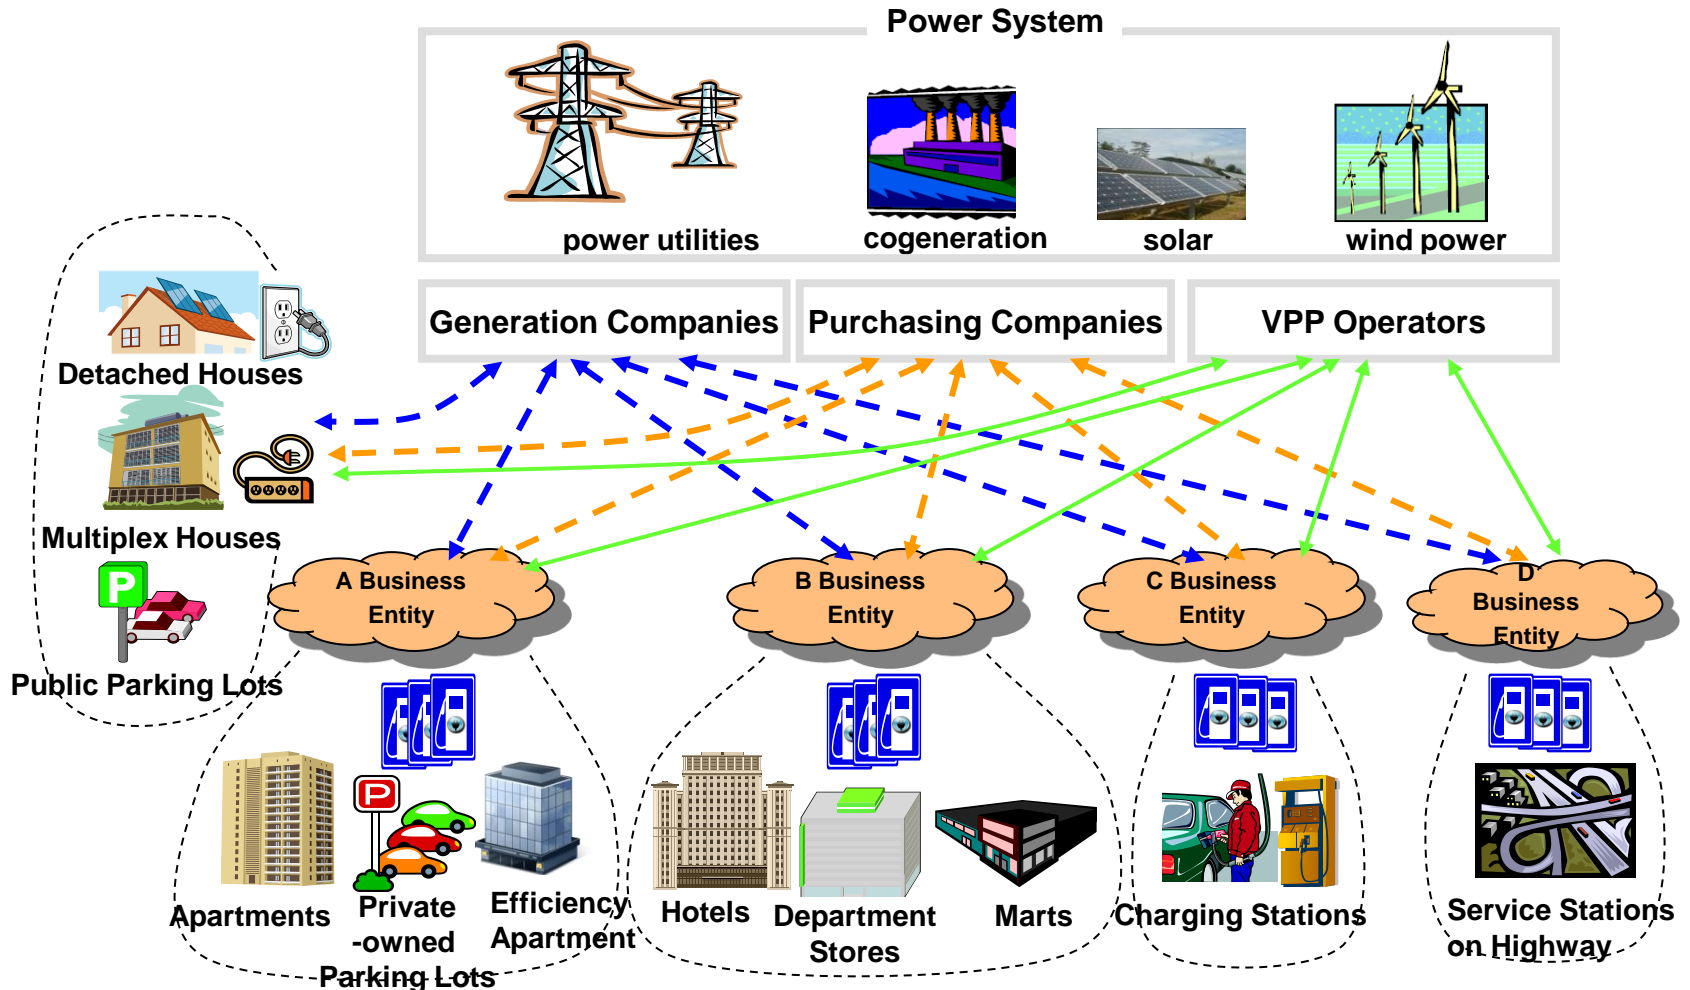 Power System
power utilities
cogeneration
solar
wind power
Generation Companies
Purchasing Companies
VPP Operators
Detached Houses
Multiplex Houses
P
Public Parking Lots
A Business
Entity
B Business
Entity
C Business
Entity
D
Business
Entity
P
Apartments
Private
-owned
Parking Lots
Efficiency
Apartment
Hotels
Department
Stores
Marts
Charging Stations
Service Stations
on Highway